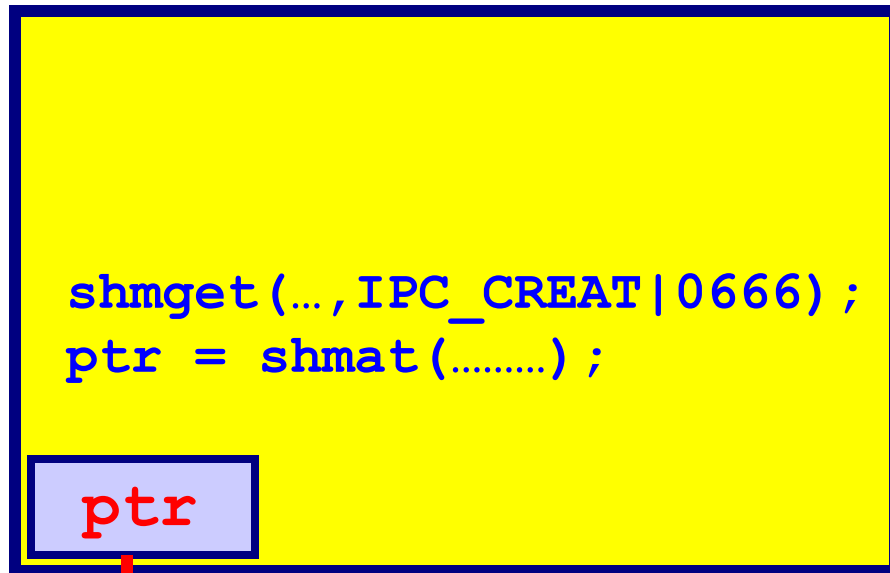 shmget(…,IPC_CREAT|0666);
ptr = shmat(………);
ptr